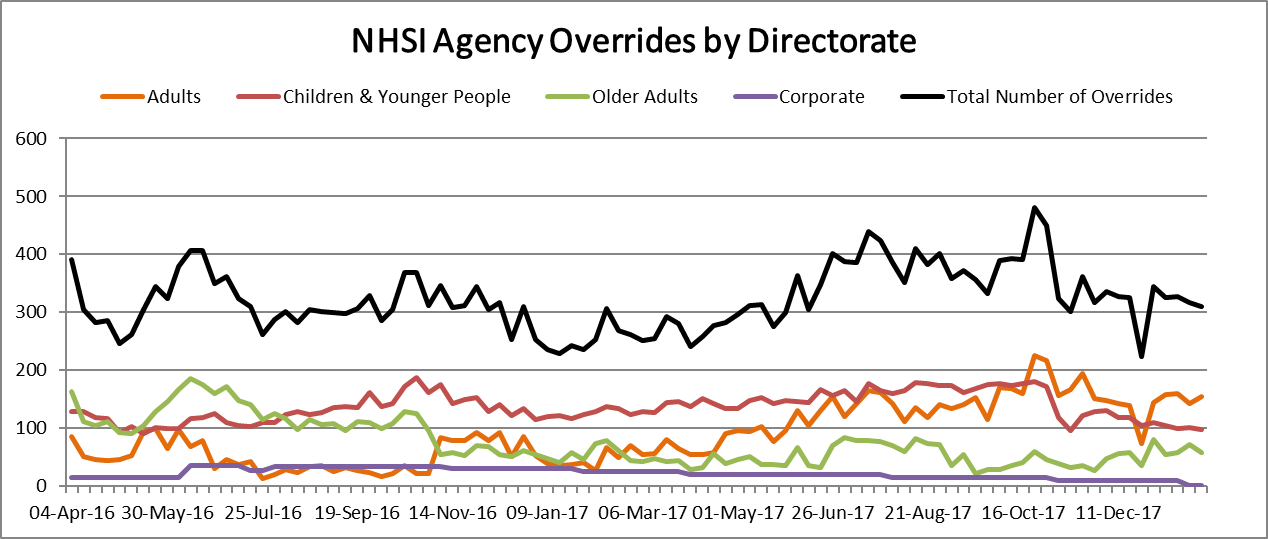 NHSI Agency Overrides by Directorate
Adults Children & Younger People Older Adults Corporate Total Number of Overrides
600
500
400
300
200
100
0
04-Apr-16 30-May-16 25-Jul-16 19-Sep-16 14-Nov-16 09-Jan-17 06-Mar-17 01-May-17 26-Jun-17 21-Aug-17 16-Oct-17 11-Dec-17